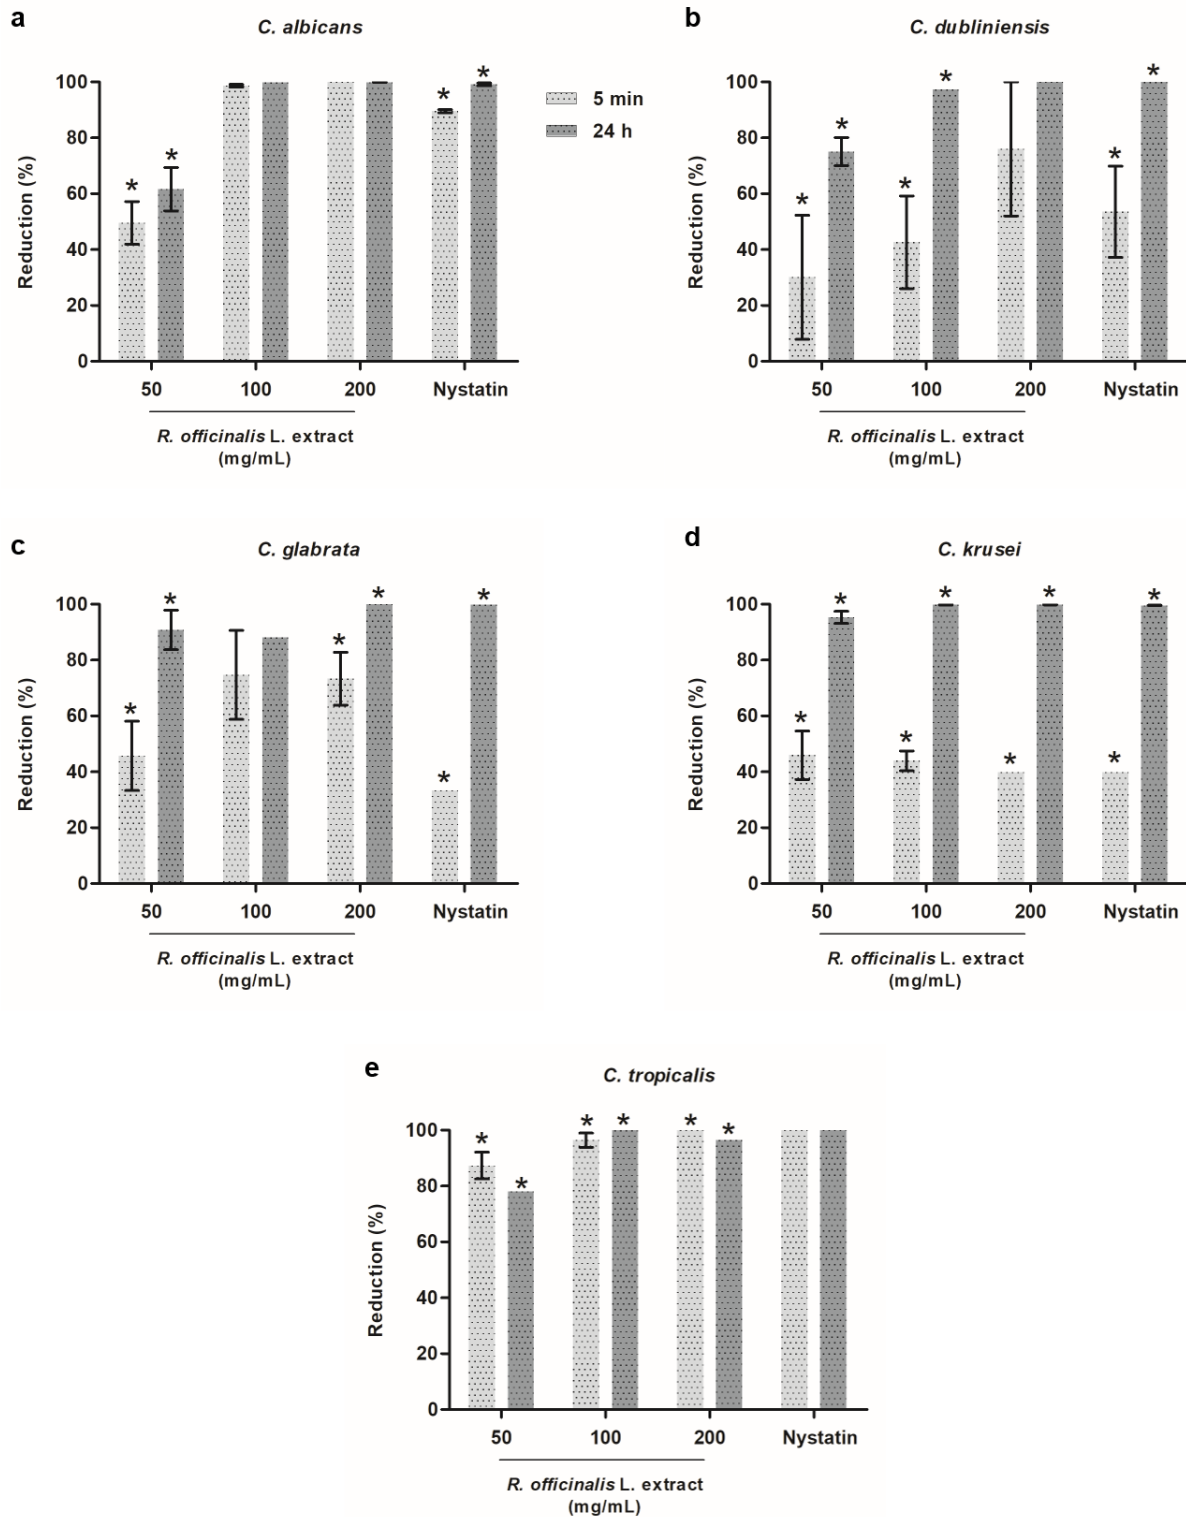 a
C. albicans
100
80
60
40
20
0
Reduction (%)
* * * *
5 min
24 h
50 100 200 Nystatin
R. officinalis L. extract
(mg/mL)
b
C. dubliniensis
100
80
60
40
20
0
Reduction (%)
* * * * * *
50 100 200 Nystatin
R. officinalis L. extract
(mg/mL)
c
C. glabrata
100
80
60
40
20
0
Reduction (%)
* * * * * *
50 100 200 Nystatin
R. officinalis L. extract
(mg/mL)
d
C. krusei
100
80
60
40
20
0
Reduction (%)
* * * * * * * *
50 100 200 Nystatin
R. officinalis L. extract
(mg/mL)
e
C. tropicalis
100
80
60
40
20
0
Reduction (%)
* * * * * *
50 100 200 Nystatin
R. officinalis L. extract
(mg/mL)